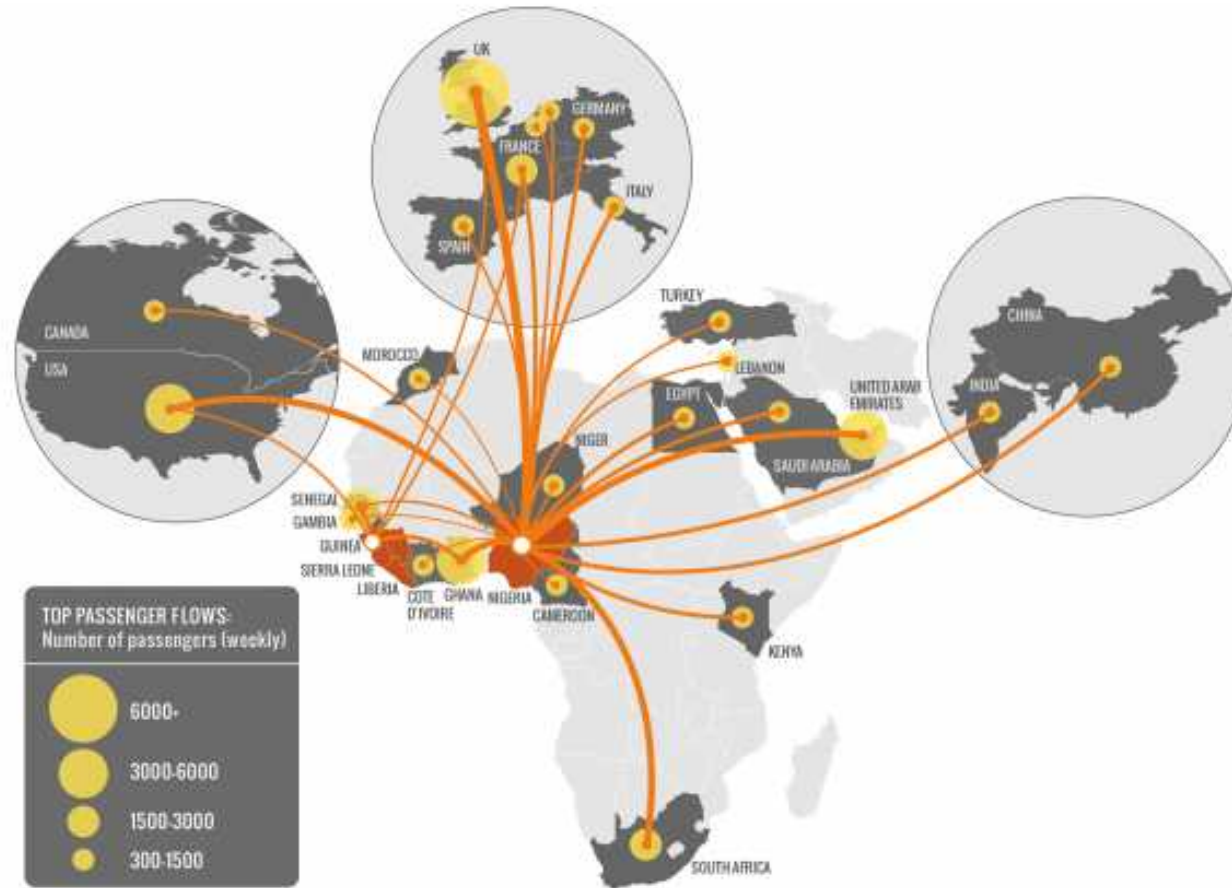 UK
GERMANY
FRANCE
ITALY
SPAIN
CANADA
USA
MOROCCO
TURKEY
LEBANON
EGYPT
UNITED ARAB
EMIRATES
SAUDI ARABIA
CHINA
INDIA
NIGER
SENEGAL
GAMBIA
GUINEA
SIERRA LEONE
LIBERIA
COTE
D'IVOIRE
GHANA
NIGERIA
CAMEROON
KENYA
SOUTH AFRICA
TOP PASSENGER FLOWS:
Number of passengers (weekly)
6000+
3000-6000
1500-3000
300-1500